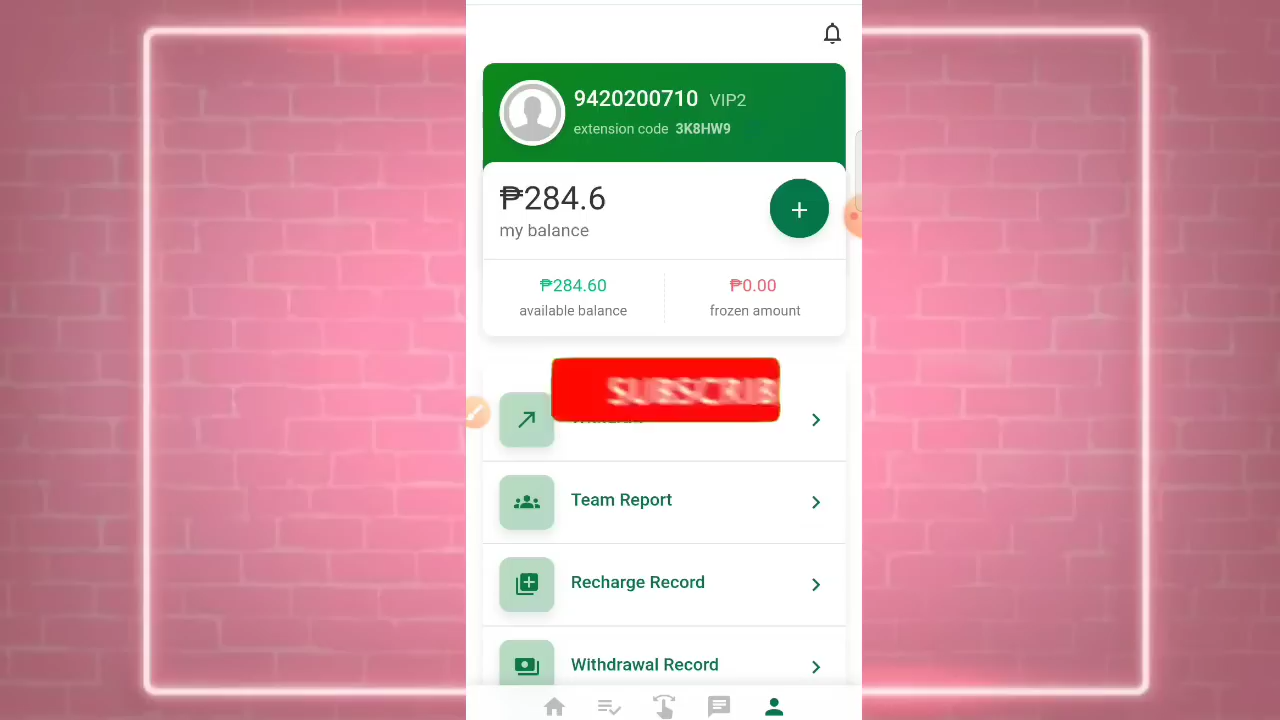 9420200710 VIP2
extension code 3K8HW9
₱284.6
my balance
₱284.60
available balance
₱0.00
frozen amount
SUBSCRIB
Team Report
Recharge Record
Withdrawal Record